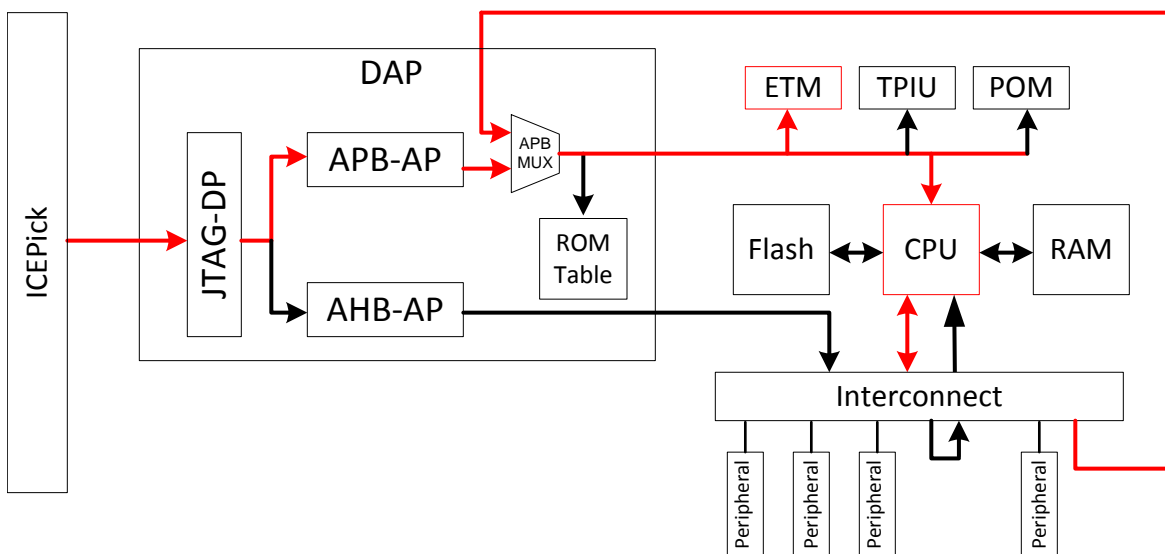 ICEPick
DAP
JTAG-DP
APB-AP
AHB-AP
APB
MUX
ROM
Table
ETM
TPIU
POM
Flash
CPU
RAM
Interconnect
Peripheral
Peripheral
Peripheral
Peripheral